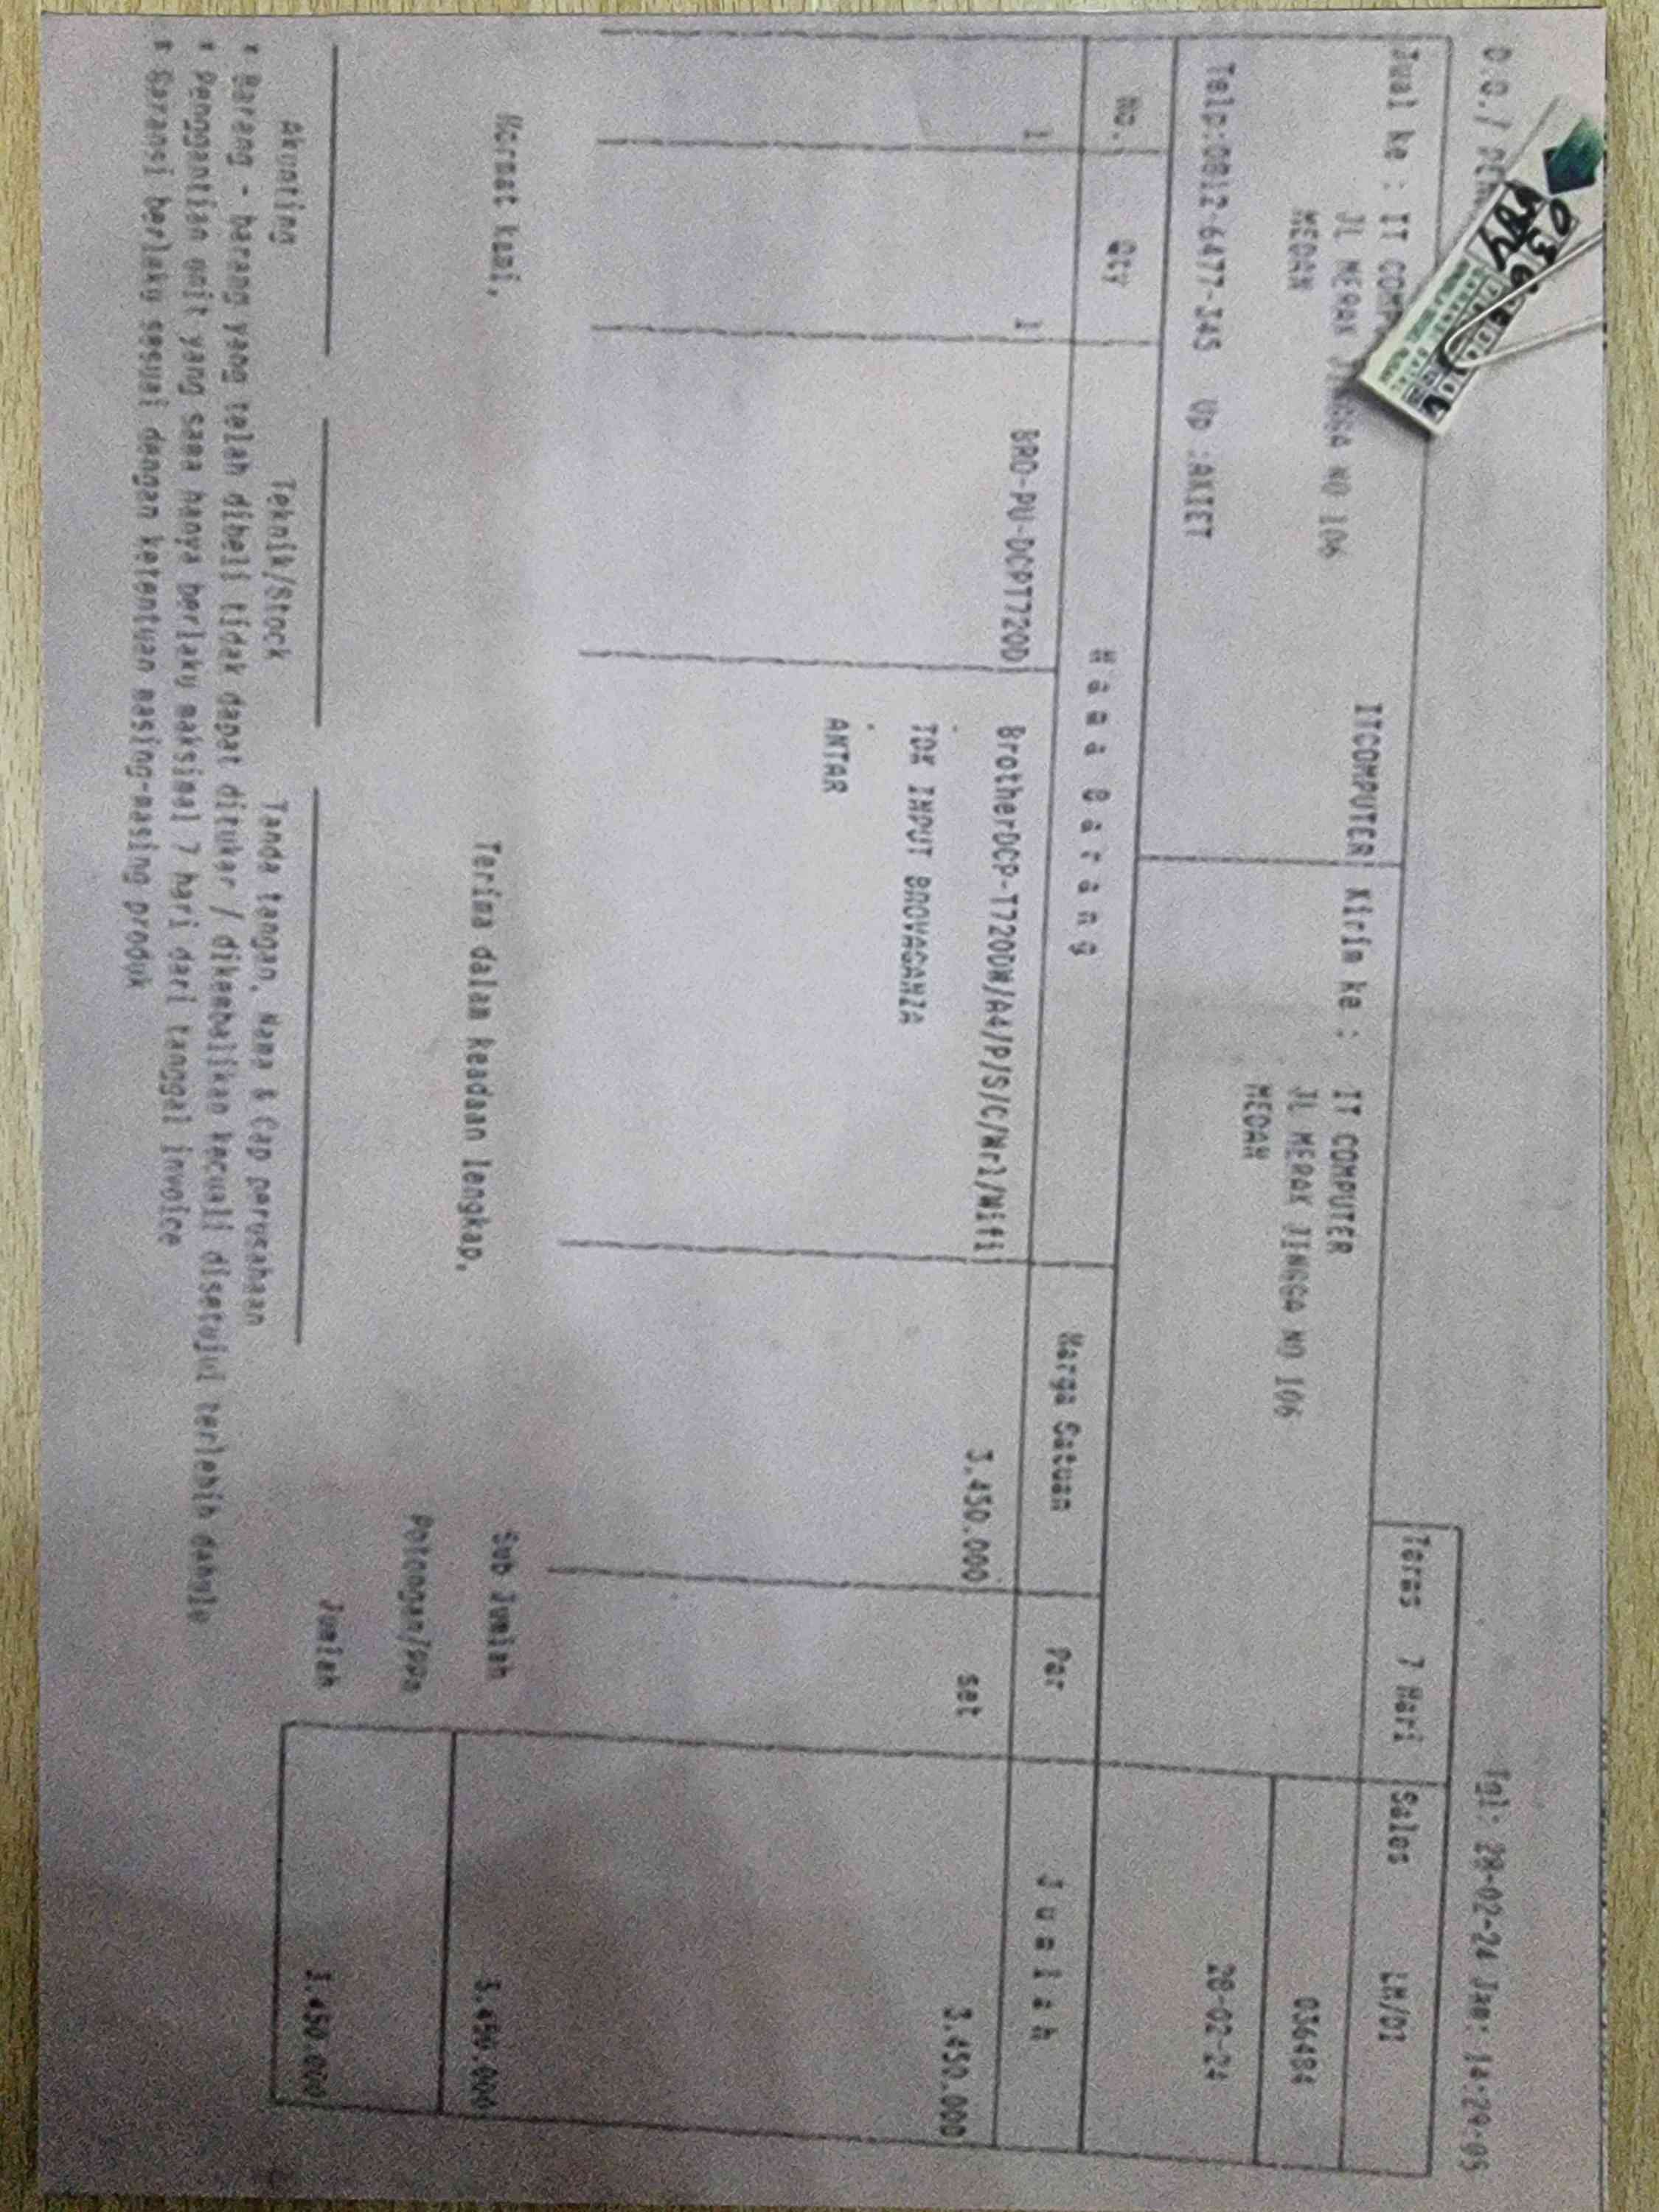 Tgl: 28-02-24 Jam: 14-29-05
D.O./
Jual ke : IT ITCOMPUTER
JL MERAK NO 106
MEDAN
Telp:0812-6477-345 Up :AKIET
Kirim ke : IT COMPUTER
JL MERAK JINGGA NO 106
MEDAN
Terms 7 Hari Sales LM/01
036484
28-02-24
No. Qty Nama Barang Harga Satuan Per Jumlah
1 1 BRO-PU-DCPT720D BrotherDCP-T720DW/A4/P/S/C/Wrl/Wifi 3.450.000 set 3.450.000
.
TDK INPUT BROVAGANZA
.
ANTAR
Hormat kami, Terima dalam keadaan lengkap, Sub Jumlah 3.450.000
Potongan/PPn
Jumlah 3.450.000
Akunting Teknik/Stock Tanda tangan, Nama & Cap perusahaan
* Barang - barang yang telah dibeli tidak dapat ditukar / dikembalikan kecuali disetujui terlebih dahulu
* Penggantian unit yang sama hanya berlaku maksimal 7 hari dari tanggal invoice
* Garansi berlaku sesuai dengan ketentuan masing-masing produk